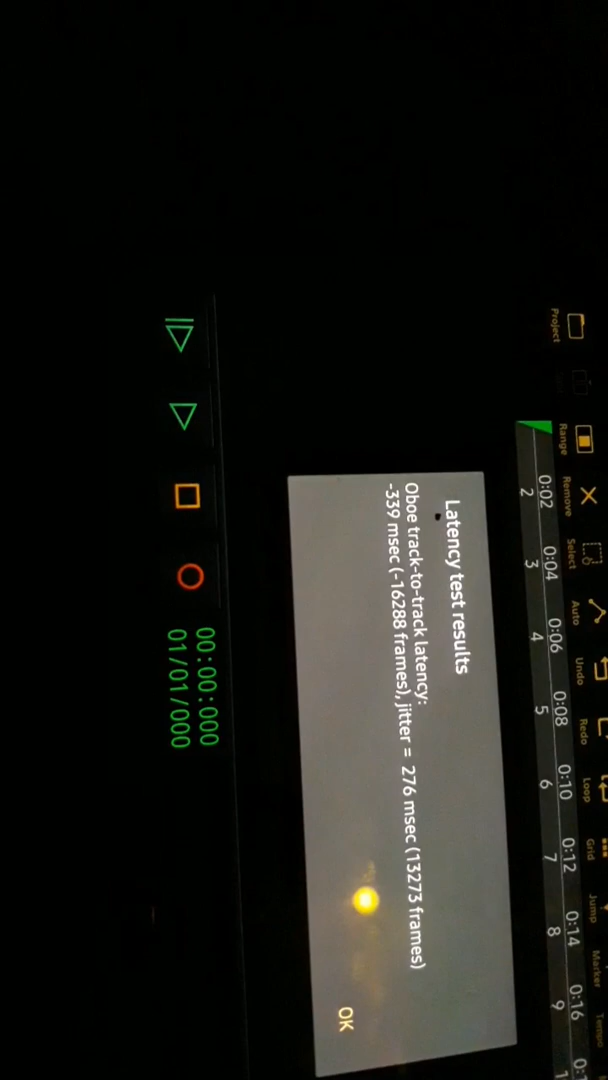 Project
Range
Remove
Select
Auto
Undo
Redo
Loop
Grid
Jump
Marker
Tempo
0:02 0:04 0:06 0:08 0:10 0:12 0:14 0:16
2 3 4 5 6 7 8 9
Latency test results
Oboe track-to-track latency:
-339 msec (-16288 frames), jitter = 276 msec (13273 frames)
OK
00:00:000
01/01/000